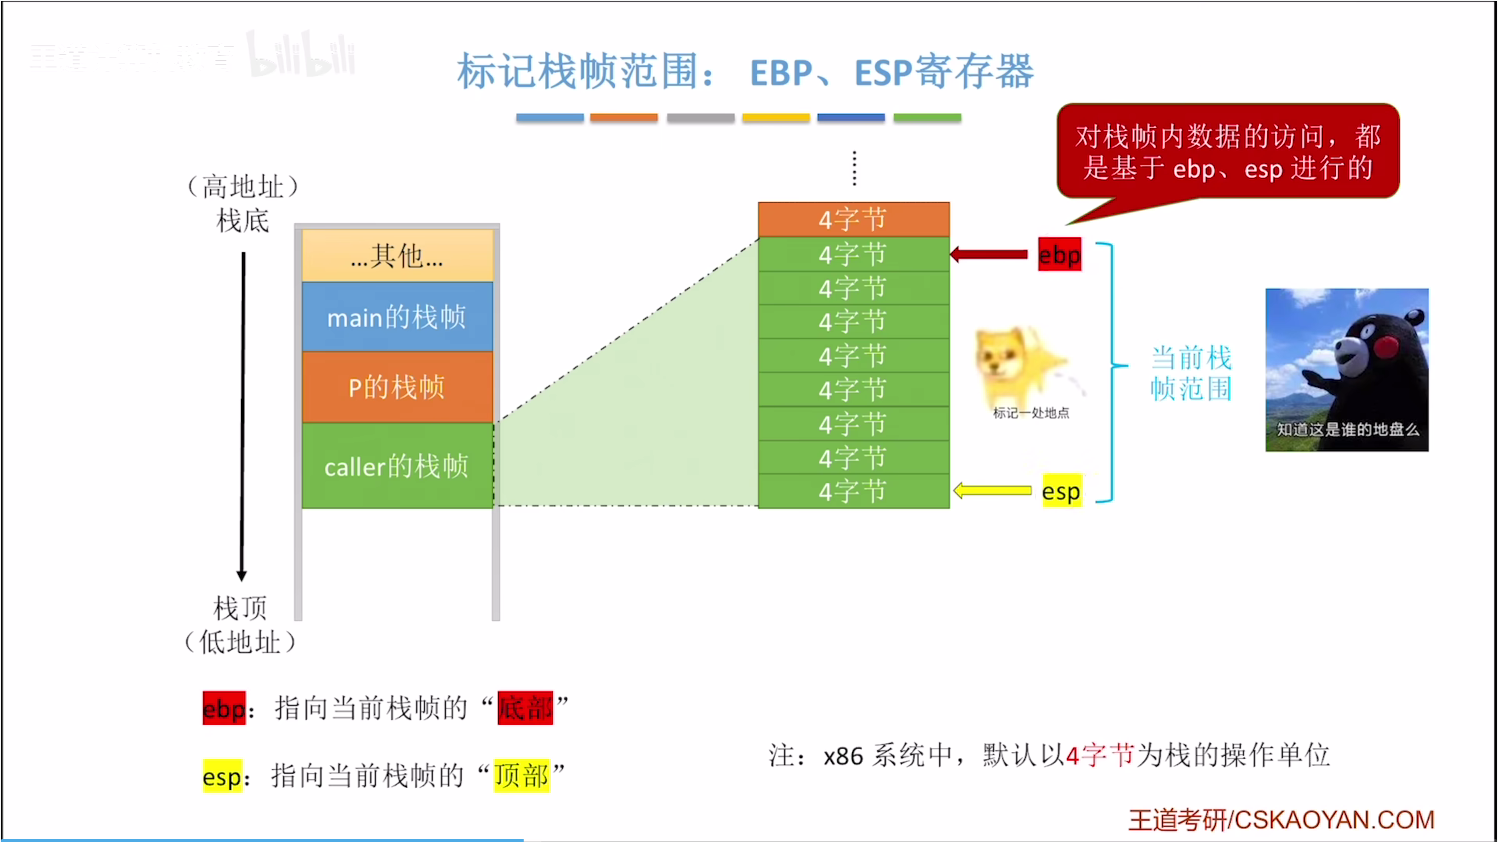 bilibili
标记栈帧范围： EBP、ESP寄存器
对栈帧内数据的访问，都
是基于 ebp、esp 进行的
（高地址）
栈底
...其他...
main的栈帧
P的栈帧
caller的栈帧
栈顶
（低地址）
4字节
4字节
4字节
4字节
4字节
4字节
4字节
4字节
4字节
ebp
esp
标记一处地点
当前栈
帧范围
知道这是谁的地盘么
ebp：指向当前栈帧的“底部”
esp：指向当前栈帧的“顶部”
注：x86 系统中，默认以4字节为栈的操作单位
王道考研/CSKAOYAN.COM